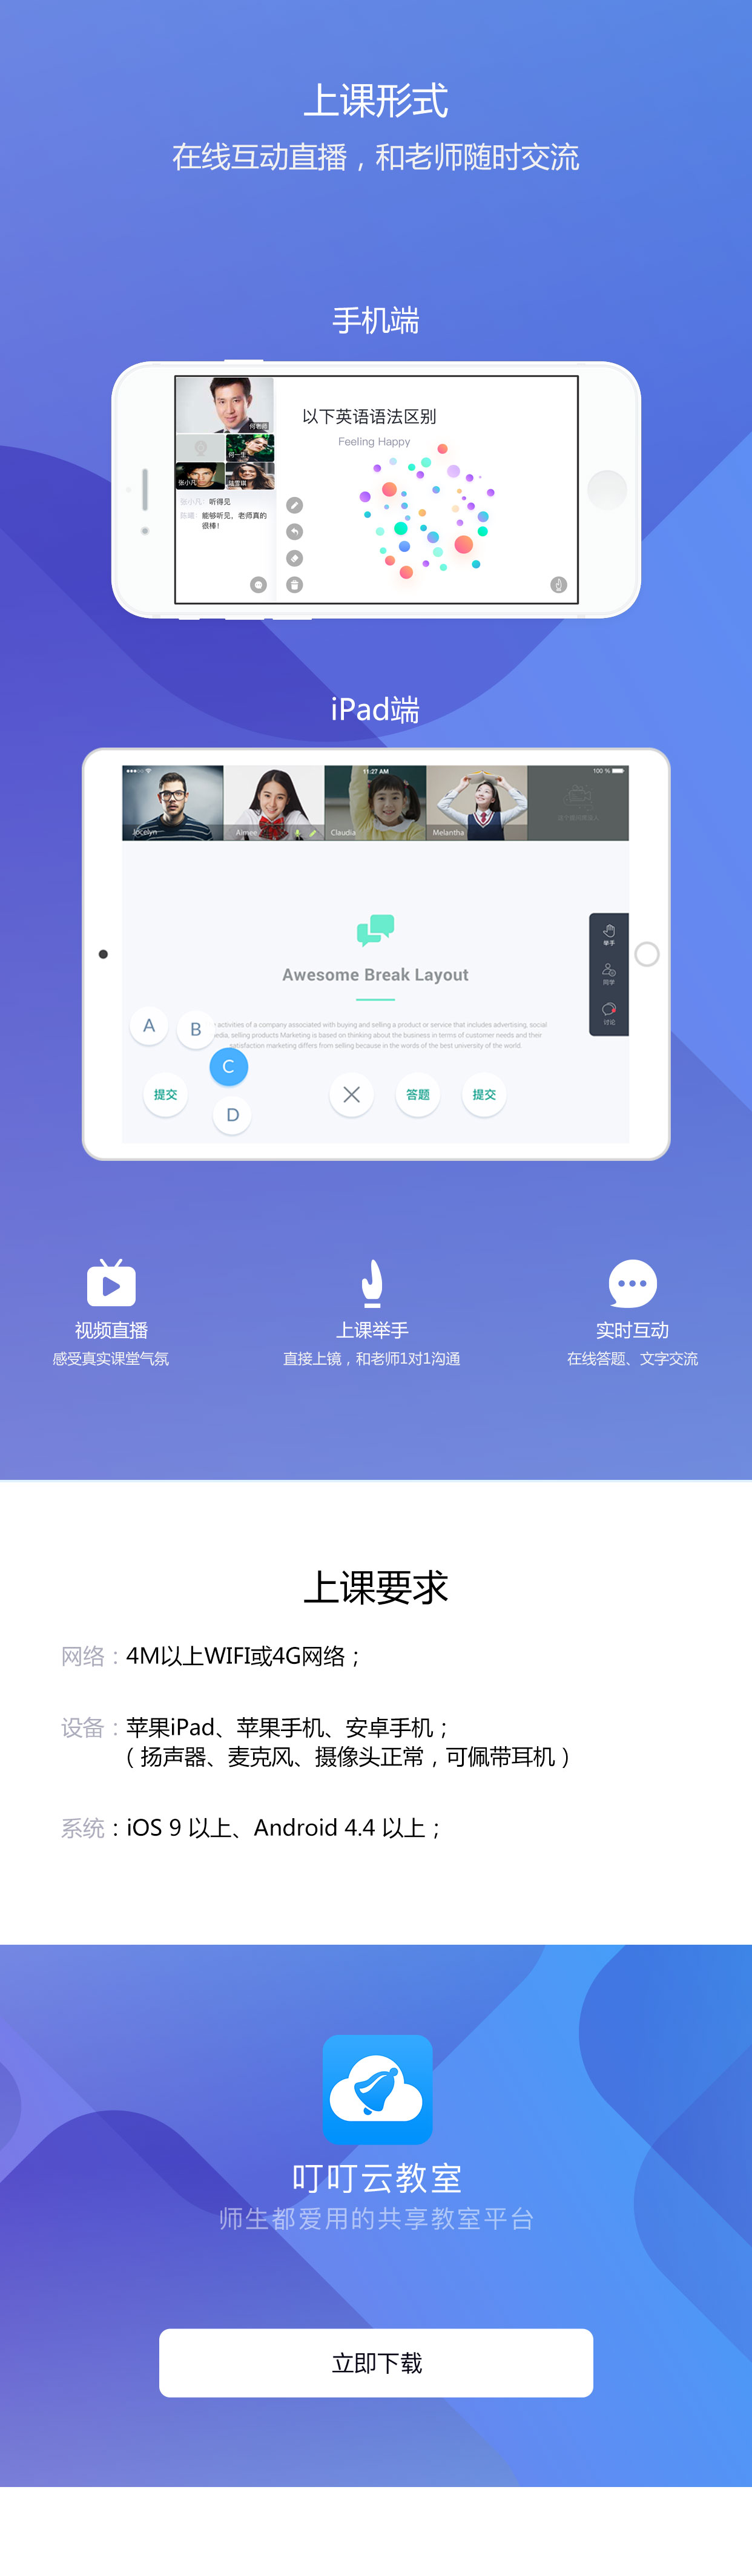 上课形式
在线互动直播，和老师随时交流
手机端
何老师
何一生
张小凡
陆雪琪
张小凡： 听得见
陈曦： 能够听见，老师真的
很棒！
以下英语语法区别
Feeling Happy
iPad端
11:27 AM
100 %
Jocelyn
Aimee
Claudia
Melantha
举手
同学
讨论
Awesome Break Layout
activities of a company associated with buying and selling a product or service that includes advertising, social
edia, selling products Marketing is based on thinking about the business in terms of customer needs and their
satisfaction marketing differs from selling because in the words of the best university of the world.
A
B
C
D
提交
答题
提交
视频直播
感受真实课堂气氛
上课举手
直接上镜，和老师1对1沟通
实时互动
在线答题、文字交流
上课要求
网络：4M以上WIFI或4G网络；
设备：苹果iPad、苹果手机、安卓手机；
（扬声器、麦克风、摄像头正常，可佩带耳机）
系统：iOS 9 以上、Android 4.4 以上；
叮叮云教室
师生都爱用的共享教室平台
立即下载